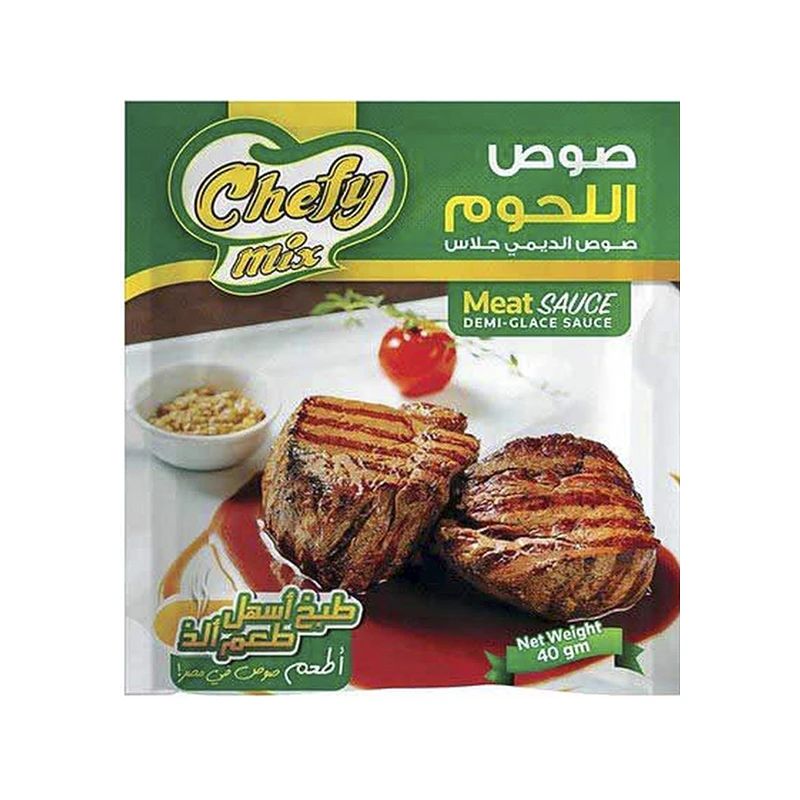 Chefy
mix
صوص
اللحوم
صوص الديمي جلاس
Meat SAUCE
DEMI-GLACE SAUCE
طبخ أسهل
طعم ألذ
أطعم صوص في مصر!
Net Weight
40 gm